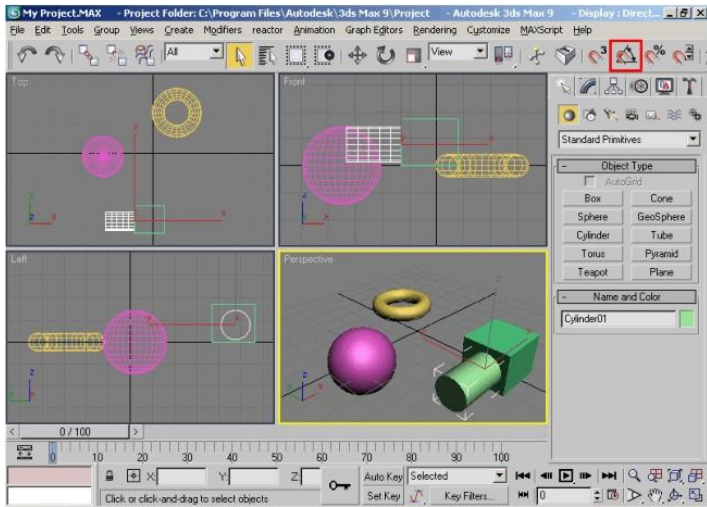 My Project.MAX - Project Folder: C:\Program Files\Autodesk\3ds Max 9\Project - Autodesk 3ds Max 9 - Display : Direct...
File Edit Tools Group Views Create Modifiers reactor Animation Graph Editors Rendering Customize MAXScript Help
All
View
3
%
Top
Front
Left
Perspective
Standard Primitives
- Object Type
AutoGrid
Box Cone
Sphere GeoSphere
Cylinder Tube
Torus Pyramid
Teapot Plane
- Name and Color
Cylinder01
< 0 / 100 >
0 10 20 30 40 50 60 70 80 90 100
X: Y: Z:
Auto Key Selected
Set Key Key Filters...
0
Click or click-and-drag to select objects